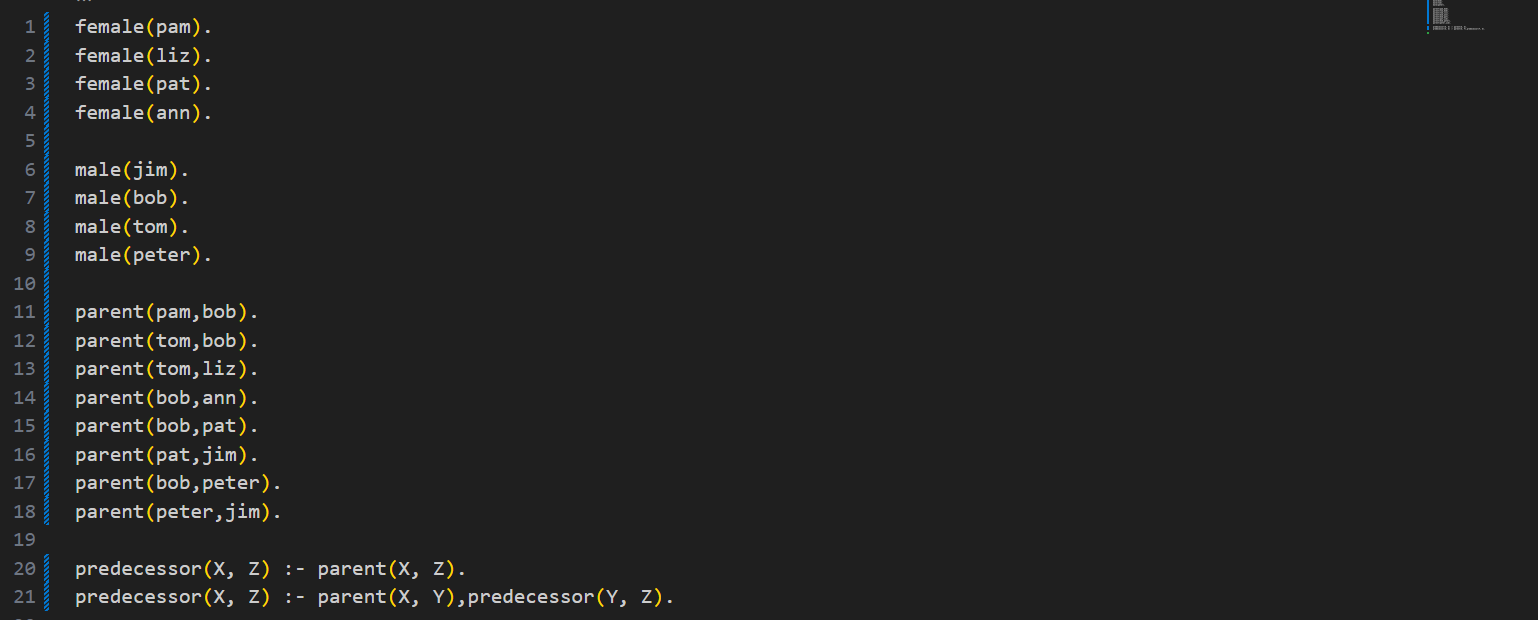 1 female(pam).
2 female(liz).
3 female(pat).
4 female(ann).
5
6 male(jim).
7 male(bob).
8 male(tom).
9 male(peter).
10
11 parent(pam,bob).
12 parent(tom,bob).
13 parent(tom,liz).
14 parent(bob,ann).
15 parent(bob,pat).
16 parent(pat,jim).
17 parent(bob,peter).
18 parent(peter,jim).
19
20 predecessor(X, Z) :- parent(X, Z).
21 predecessor(X, Z) :- parent(X, Y),predecessor(Y, Z).